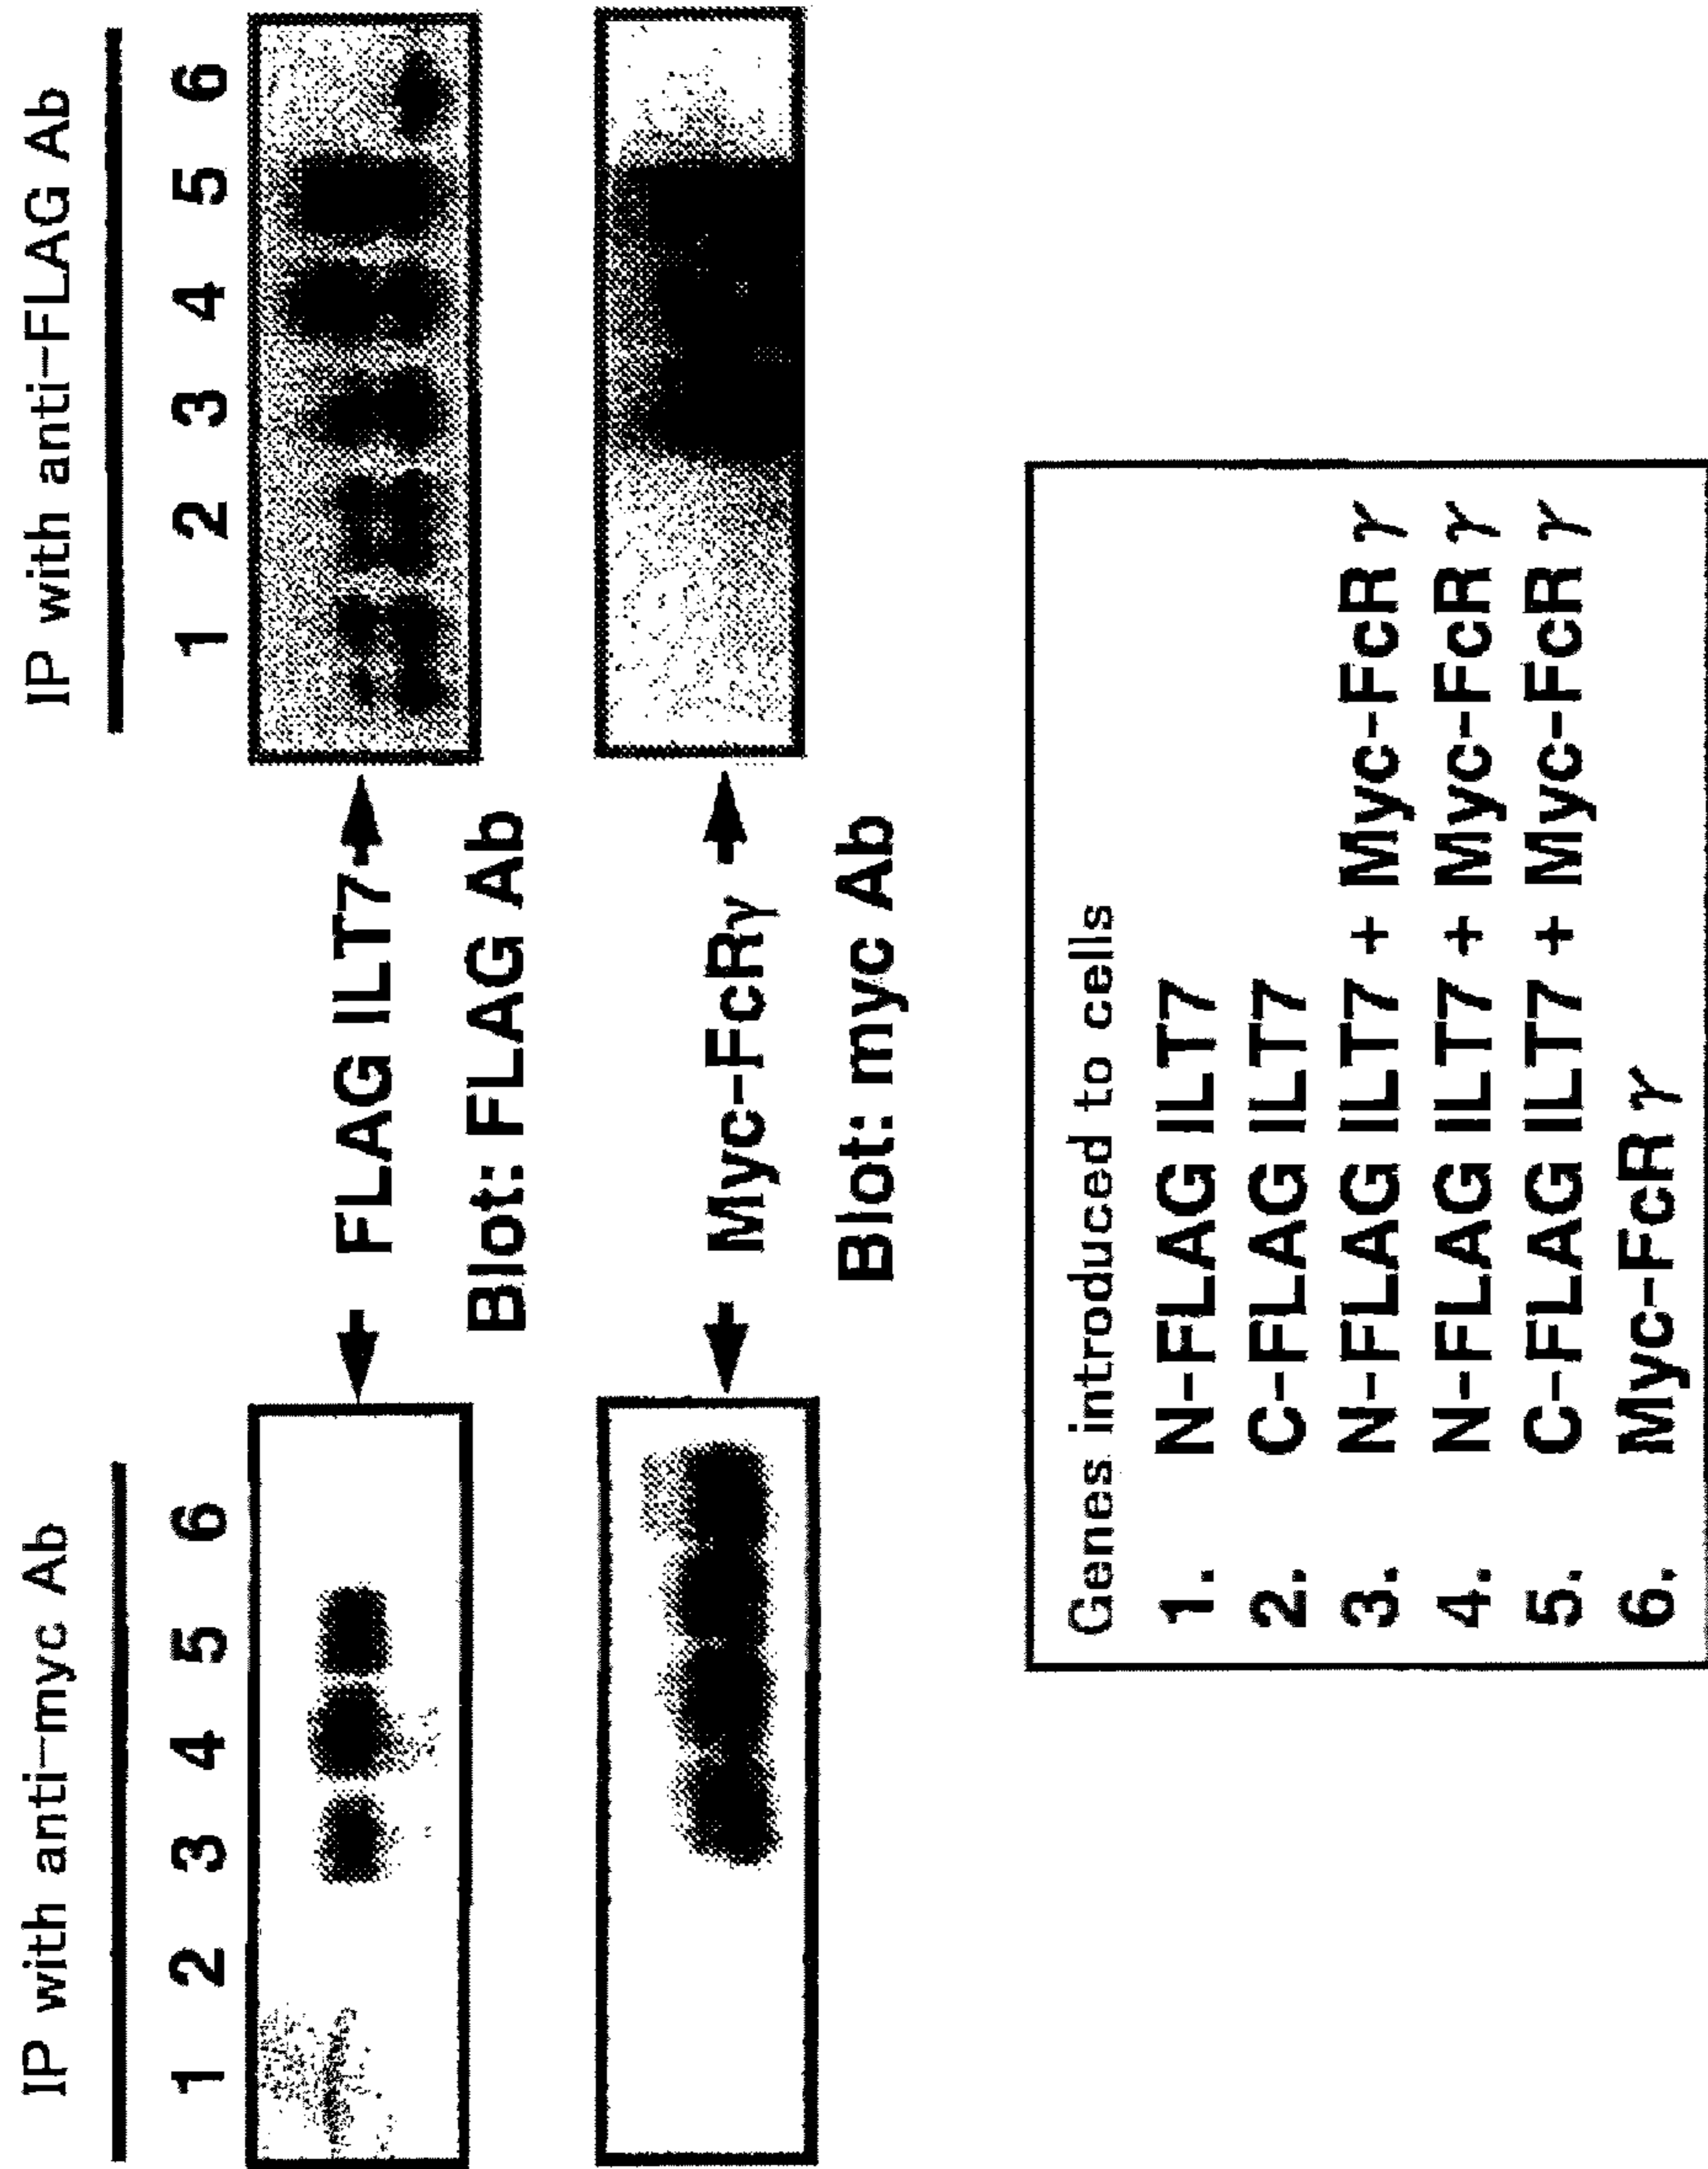 IP with anti-myc Ab
1 2 3 4 5 6
IP with anti-FLAG Ab
1 2 3 4 5 6
FLAG ILT7
Blot: FLAG Ab
Myc-FcRγ
Blot: myc Ab
Genes introduced to cells
1. N-FLAG ILT7
2. C-FLAG ILT7
3. N-FLAG ILT7 + Myc-FcR γ
4. N-FLAG ILT7 + Myc-FcR γ
5. C-FLAG ILT7 + Myc-FcR γ
6. Myc-FcR γ